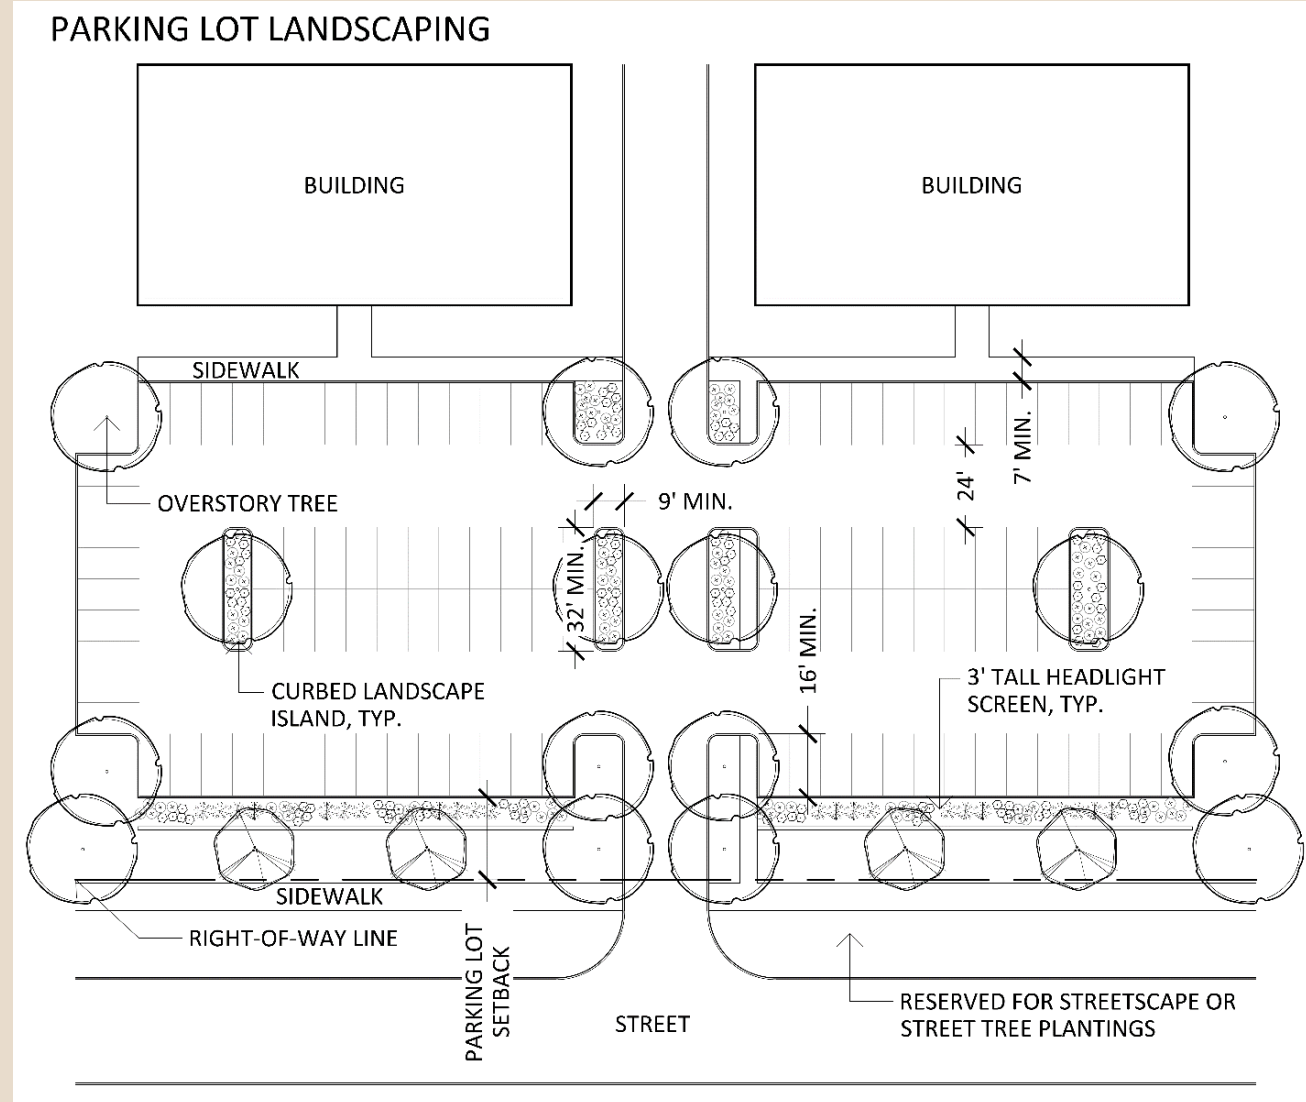 PARKING LOT LANDSCAPING
BUILDING
BUILDING
SIDEWALK
7' MIN.
24'
OVERSTORY TREE
9' MIN.
32' MIN.
16' MIN.
CURBED LANDSCAPE
ISLAND, TYP.
3' TALL HEADLIGHT
SCREEN, TYP.
SIDEWALK
RIGHT-OF-WAY LINE
PARKING LOT
SETBACK
STREET
RESERVED FOR STREETSCAPE OR
STREET TREE PLANTINGS